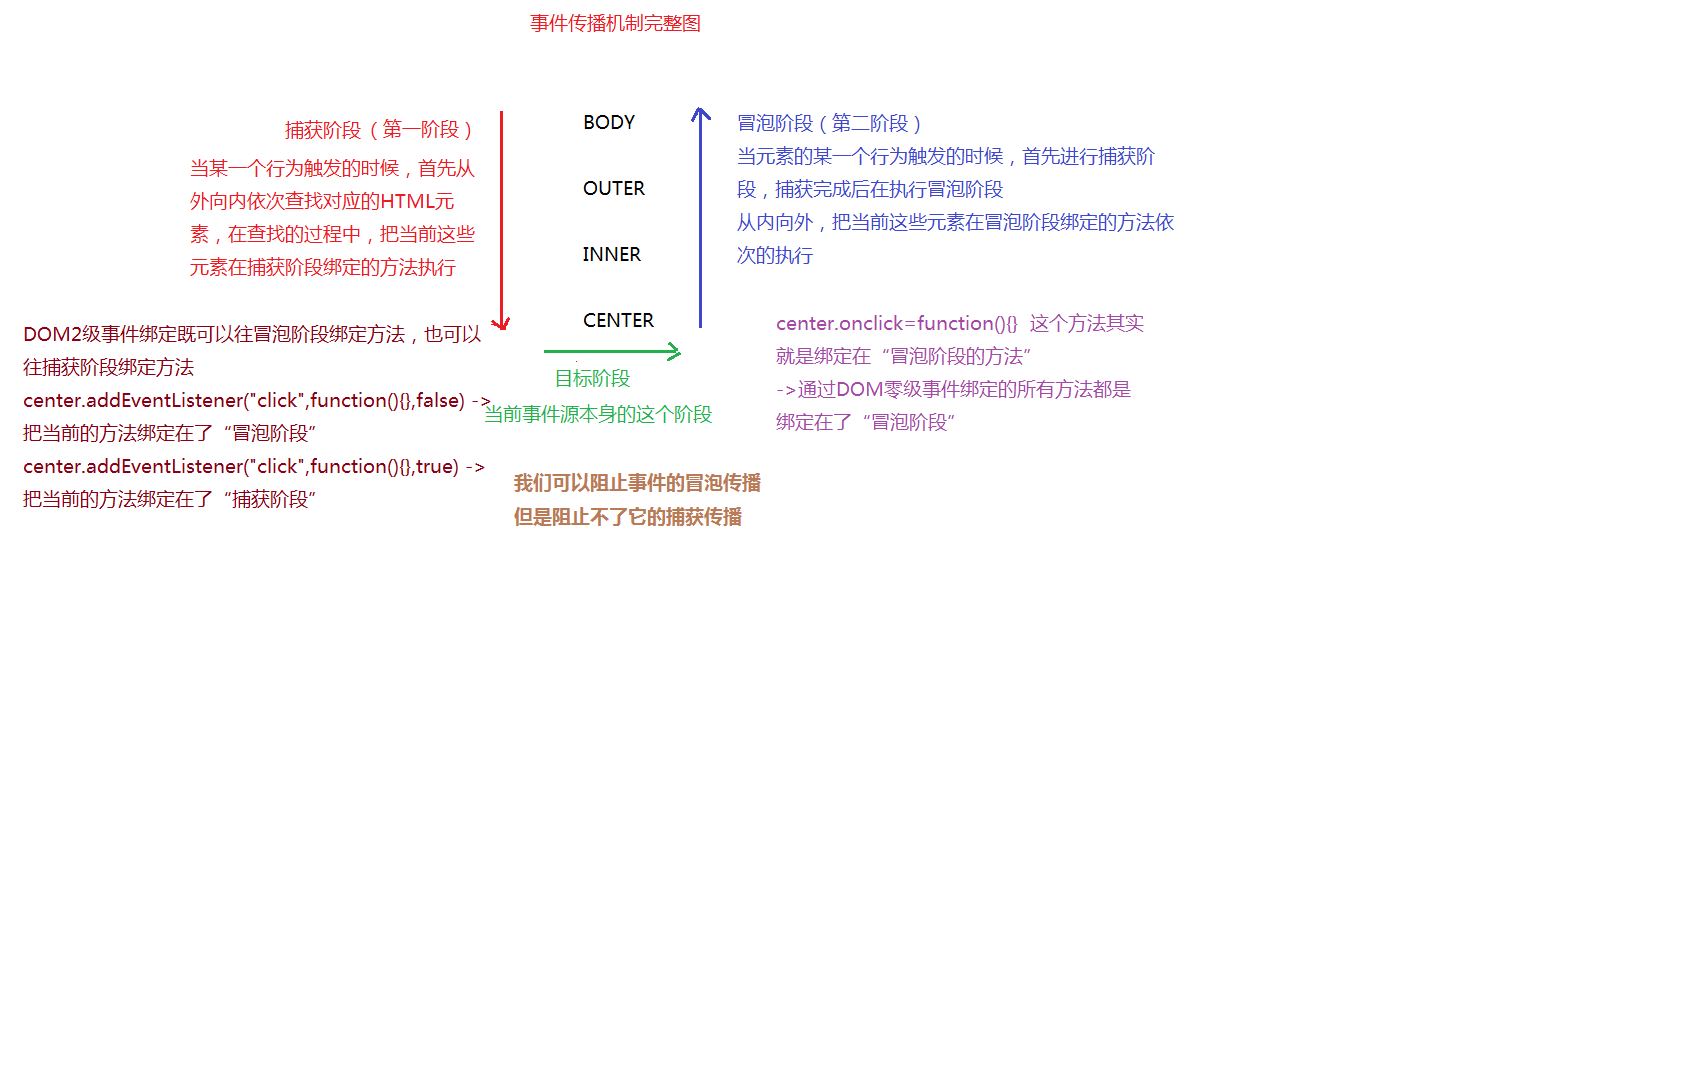 事件传播机制完整图
捕获阶段（第一阶段）
当某一个行为触发的时候，首先从
外向内依次查找对应的HTML元
素，在查找的过程中，把当前这些
元素在捕获阶段绑定的方法执行
BODY
OUTER
INNER
CENTER
冒泡阶段（第二阶段）
当元素的某一个行为触发的时候，首先进行捕获阶
段，捕获完成后在执行冒泡阶段
从内向外，把当前这些元素在冒泡阶段绑定的方法依
次的执行
DOM2级事件绑定既可以往冒泡阶段绑定方法，也可以
往捕获阶段绑定方法
center.addEventListener("click",function(){},false) ->
把当前的方法绑定在了“冒泡阶段”
center.addEventListener("click",function(){},true) ->
把当前的方法绑定在了“捕获阶段”
目标阶段
当前事件源本身的这个阶段
center.onclick=function(){} 这个方法其实
就是绑定在“冒泡阶段的方法”
->通过DOM零级事件绑定的所有方法都是
绑定在了“冒泡阶段”
我们可以阻止事件的冒泡传播
但是阻止不了它的捕获传播